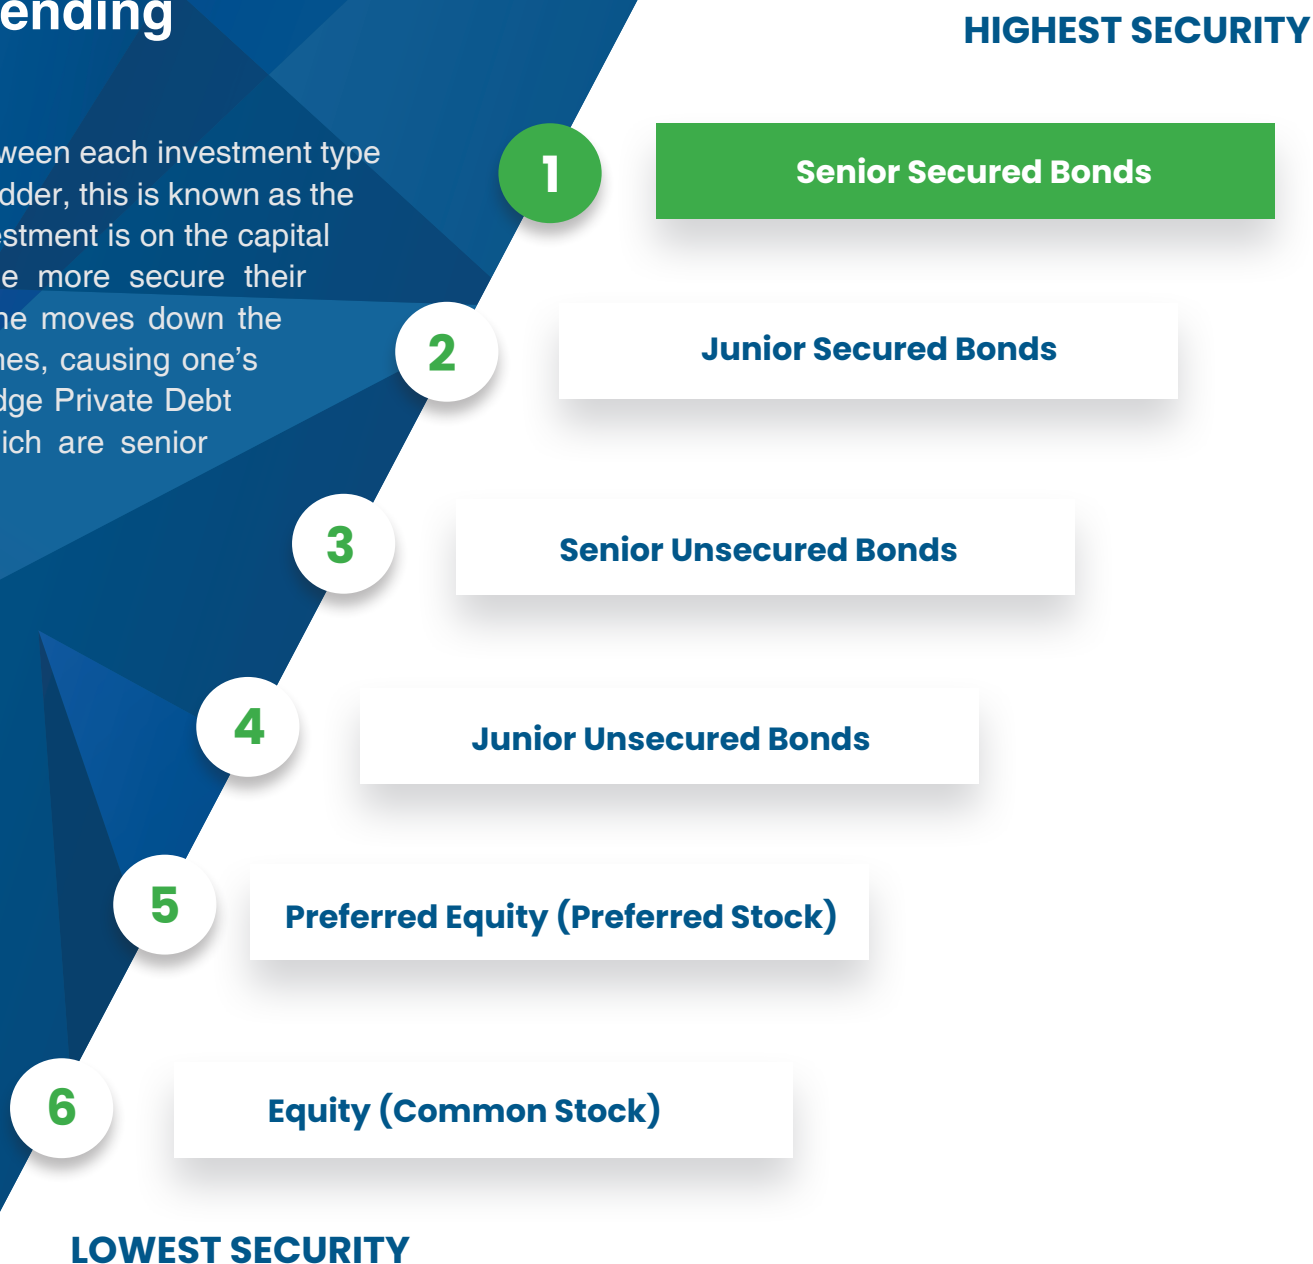 ending
HIGHEST SECURITY
ween each investment type
dder, this is known as the
estment is on the capital
e more secure their
ne moves down the
nes, causing one's
dge Private Debt
ich are senior
1
Senior Secured Bonds
2
Junior Secured Bonds
3
Senior Unsecured Bonds
4
Junior Unsecured Bonds
5
Preferred Equity (Preferred Stock)
6
Equity (Common Stock)
LOWEST SECURITY